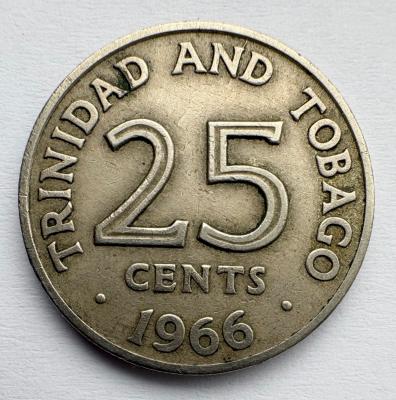 TRINIDAD AND TOBAGO
25
CENTS
· 1966 ·